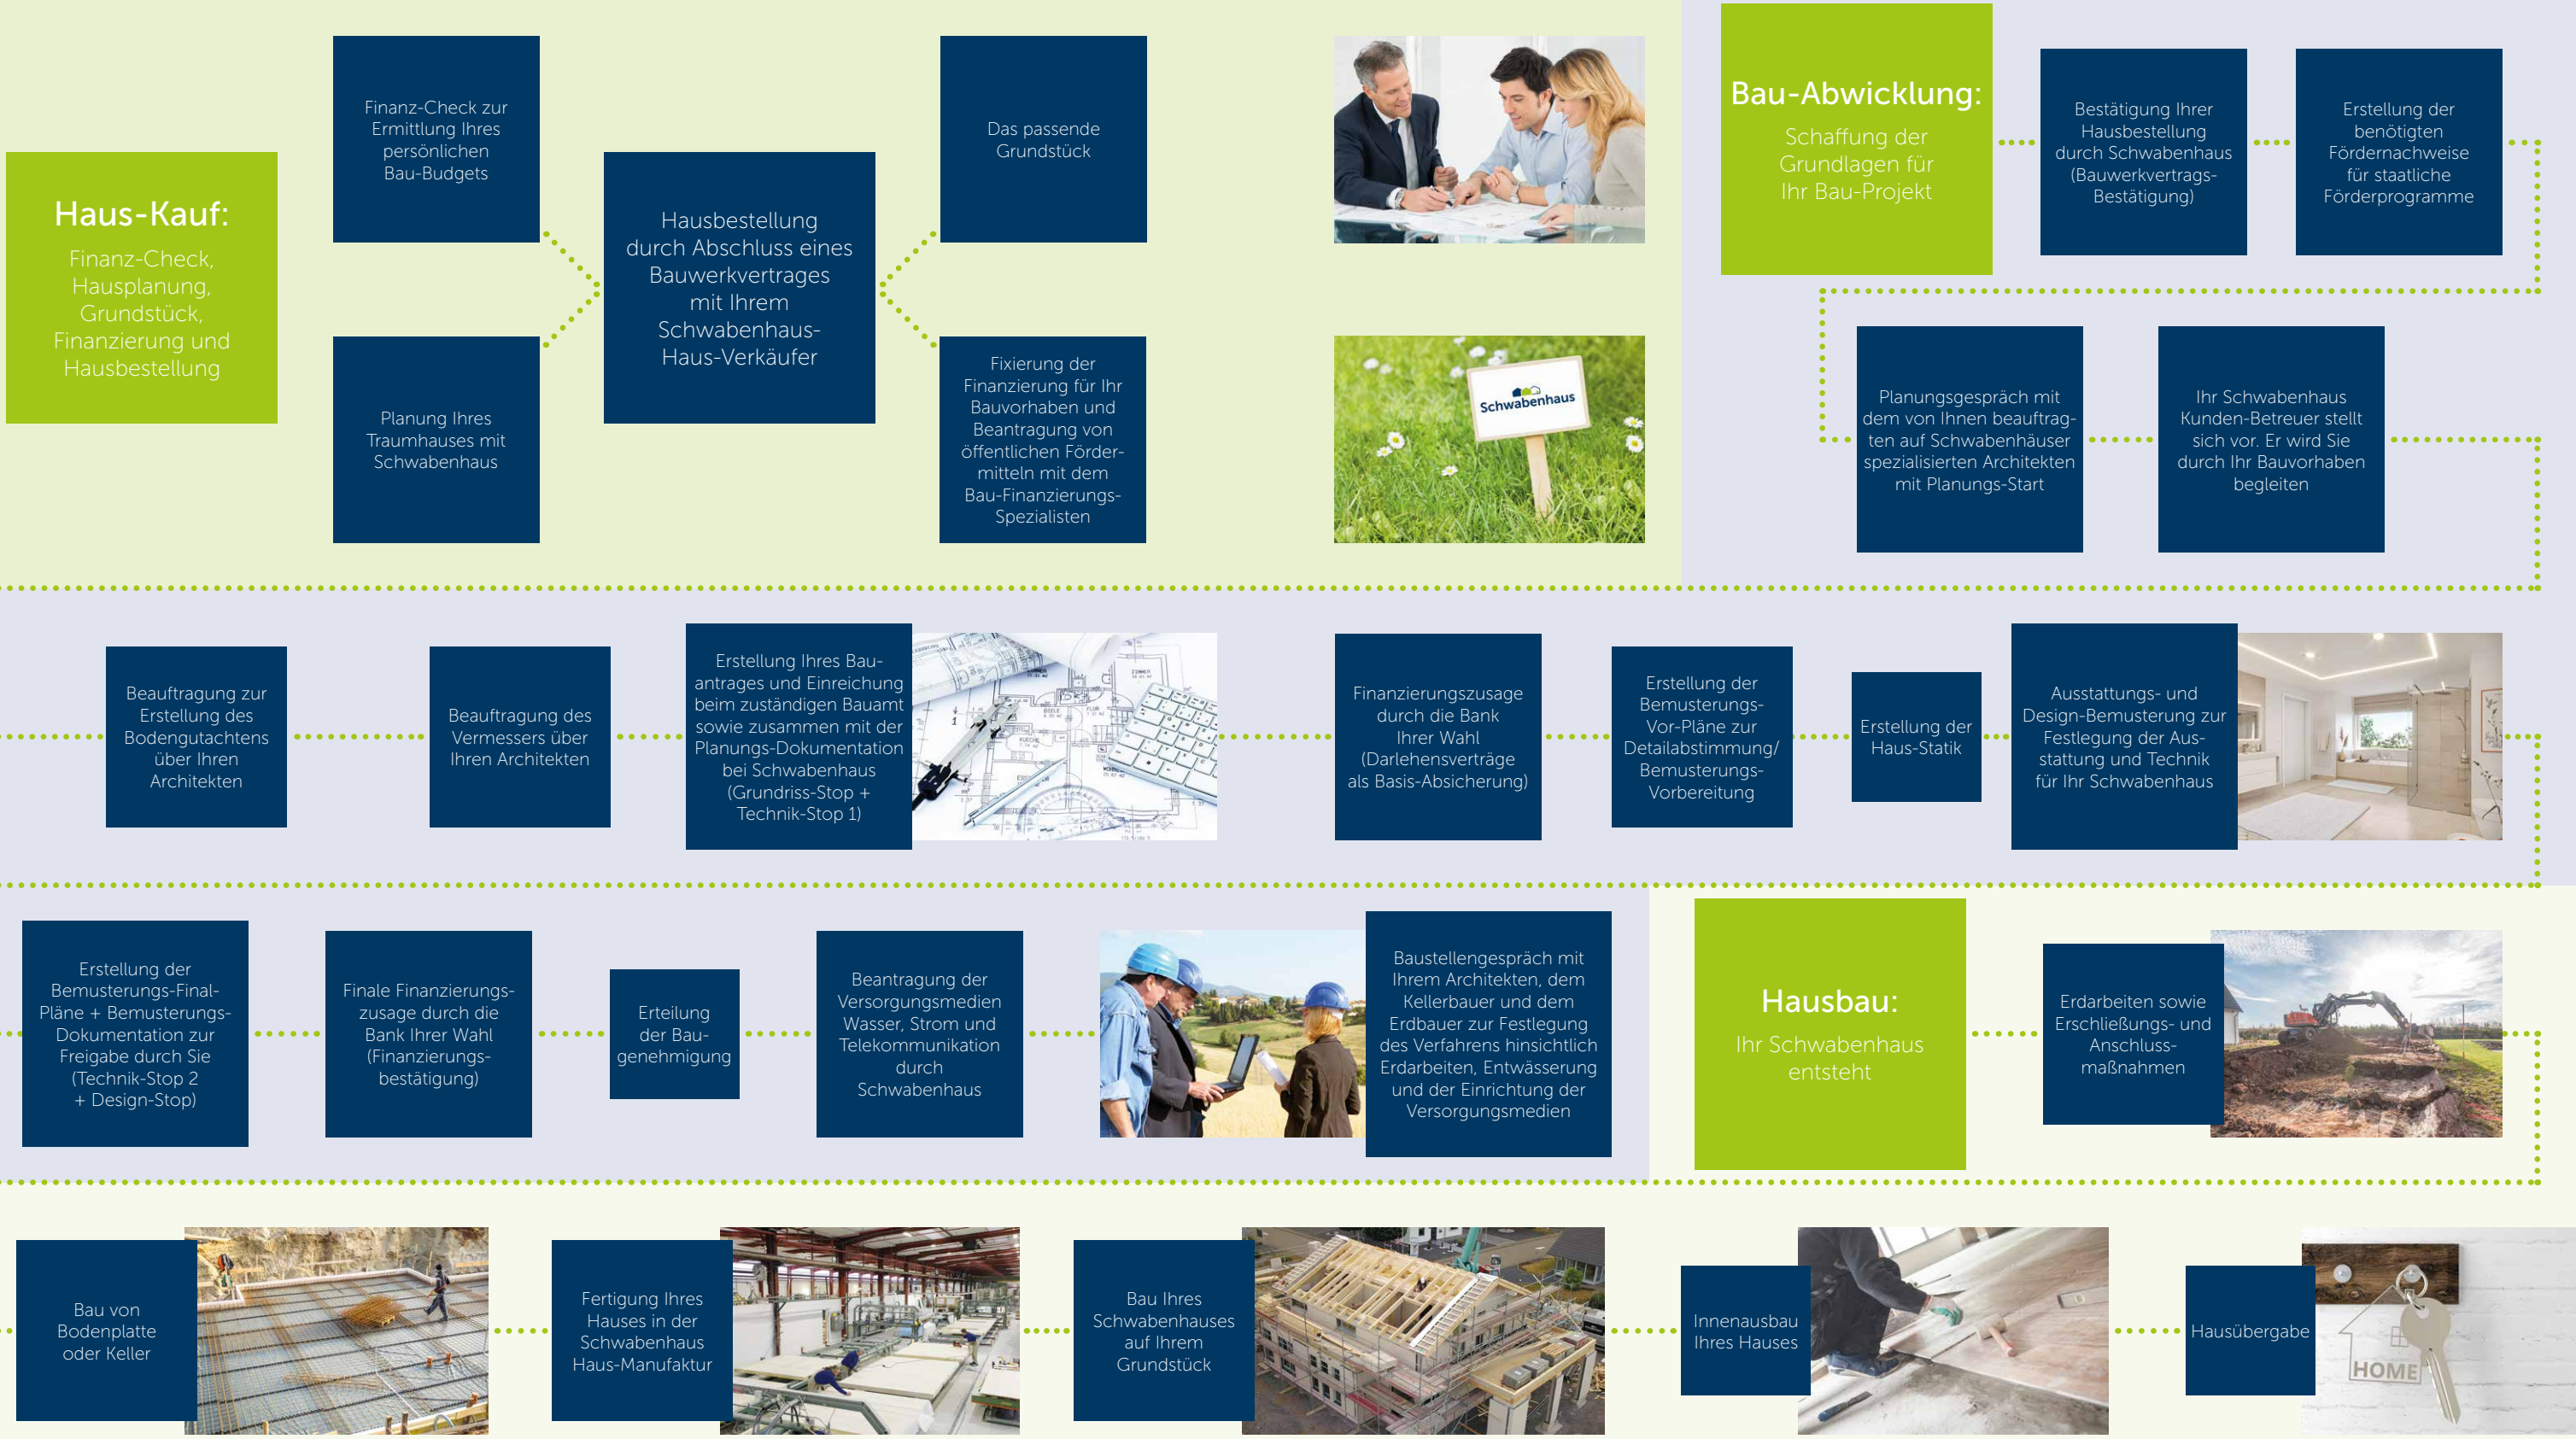 Haus-Kauf:
Finanz-Check,
Hausplanung,
Grundstück,
Finanzierung und
Hausbestellung
Finanz-Check zur
Ermittlung Ihres
persönlichen
Bau-Budgets
Planung Ihres
Traumhauses mit
Schwabenhaus
Hausbestellung
durch Abschluss eines
Bauwerkvertrages
mit Ihrem
Schwabenhaus-
Haus-Verkäufer
Das passende
Grundstück
Fixierung der
Finanzierung für Ihr
Bauvorhaben und
Beantragung von
öffentlichen Förder-
mitteln mit dem
Bau-Finanzierungs-
Spezialisten
Schwabenhaus
Bau-Abwicklung:
Schaffung der
Grundlagen für
Ihr Bau-Projekt
Bestätigung Ihrer
Hausbestellung
durch Schwabenhaus
(Bauwerkvertrags-
Bestätigung)
Erstellung der
benötigten
Fördernachweise
für staatliche
Förderprogramme
Planungsgespräch mit
dem von Ihnen beauftrag-
ten auf Schwabenhäuser
spezialisierten Architekten
mit Planungs-Start
Ihr Schwabenhaus
Kunden-Betreuer stellt
sich vor. Er wird Sie
durch Ihr Bauvorhaben
begleiten
Beauftragung zur
Erstellung des
Bodengutachtens
über Ihren
Architekten
Beauftragung des
Vermessers über
Ihren Architekten
Erstellung Ihres Bau-
antrages und Einreichung
beim zuständigen Bauamt
sowie zusammen mit der
Planungs-Dokumentation
bei Schwabenhaus
(Grundriss-Stop +
Technik-Stop 1)
Finanzierungszusage
durch die Bank
Ihrer Wahl
(Darlehensverträge
als Basis-Absicherung)
Erstellung der
Bemusterungs-
Vor-Pläne zur
Detailabstimmung/
Bemusterungs-
Vorbereitung
Erstellung der
Haus-Statik
Ausstattungs- und
Design-Bemusterung zur
Festlegung der Aus-
stattung und Technik
für Ihr Schwabenhaus
Erstellung der
Bemusterungs-Final-
Pläne + Bemusterungs-
Dokumentation zur
Freigabe durch Sie
(Technik-Stop 2
+ Design-Stop)
Finale Finanzierungs-
zusage durch die
Bank Ihrer Wahl
(Finanzierungs-
bestätigung)
Erteilung
der Bau-
genehmigung
Beantragung der
Versorgungsmedien
Wasser, Strom und
Telekommunikation
durch
Schwabenhaus
Baustellengespräch mit
Ihrem Architekten, dem
Kellerbauer und dem
Erdbauer zur Festlegung
des Verfahrens hinsichtlich
Erdarbeiten, Entwässerung
und der Einrichtung der
Versorgungsmedien
Hausbau:
Ihr Schwabenhaus
entsteht
Erdarbeiten sowie
Erschließungs- und
Anschluss-
maßnahmen
Bau von
Bodenplatte
oder Keller
Fertigung Ihres
Hauses in der
Schwabenhaus
Haus-Manufaktur
Bau Ihres
Schwabenhauses
auf Ihrem
Grundstück
Innenausbau
Ihres Hauses
Hausübergabe
HOME